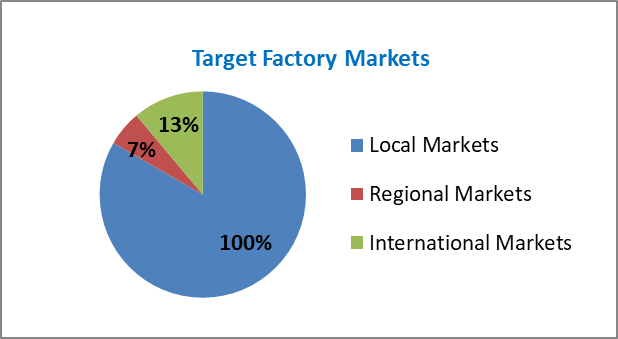 Target Factory Markets
13%
7%
100%
Local Markets
Regional Markets
International Markets